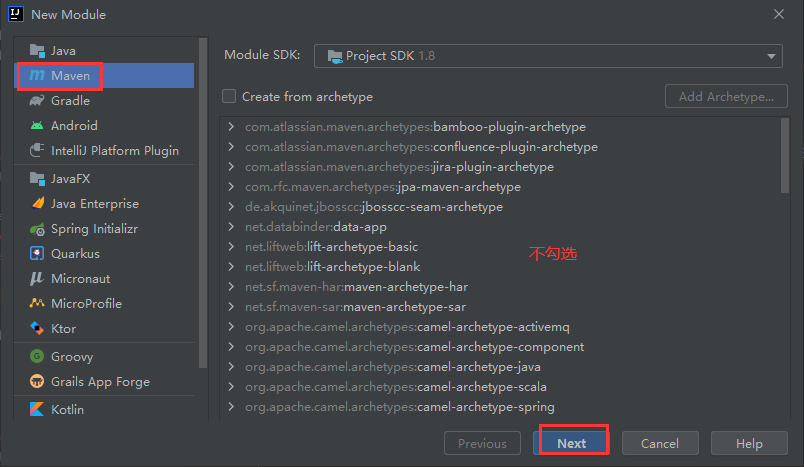 New Module
Java
Maven
Gradle
Android
IntelliJ Platform Plugin
JavaFX
Java Enterprise
Spring Initializr
Quarkus
Micronaut
MicroProfile
Ktor
Groovy
Grails App Forge
Kotlin
Module SDK: Project SDK 1.8
Create from archetype
Add Archetype...
com.atlassian.maven.archetypes:bamboo-plugin-archetype
com.atlassian.maven.archetypes:confluence-plugin-archetype
com.atlassian.maven.archetypes:jira-plugin-archetype
com.rfc.maven.archetypes:jpa-maven-archetype
de.akquinet.jbosscc:jbosscc-seam-archetype
net.databinder:data-app
net.liftweb:lift-archetype-basic
net.liftweb:lift-archetype-blank
net.sf.maven-har:maven-archetype-har
net.sf.maven-sar:maven-archetype-sar
org.apache.camel.archetypes:camel-archetype-activemq
org.apache.camel.archetypes:camel-archetype-component
org.apache.camel.archetypes:camel-archetype-java
org.apache.camel.archetypes:camel-archetype-scala
org.apache.camel.archetypes:camel-archetype-spring
不勾选
Previous
Next
Cancel
Help